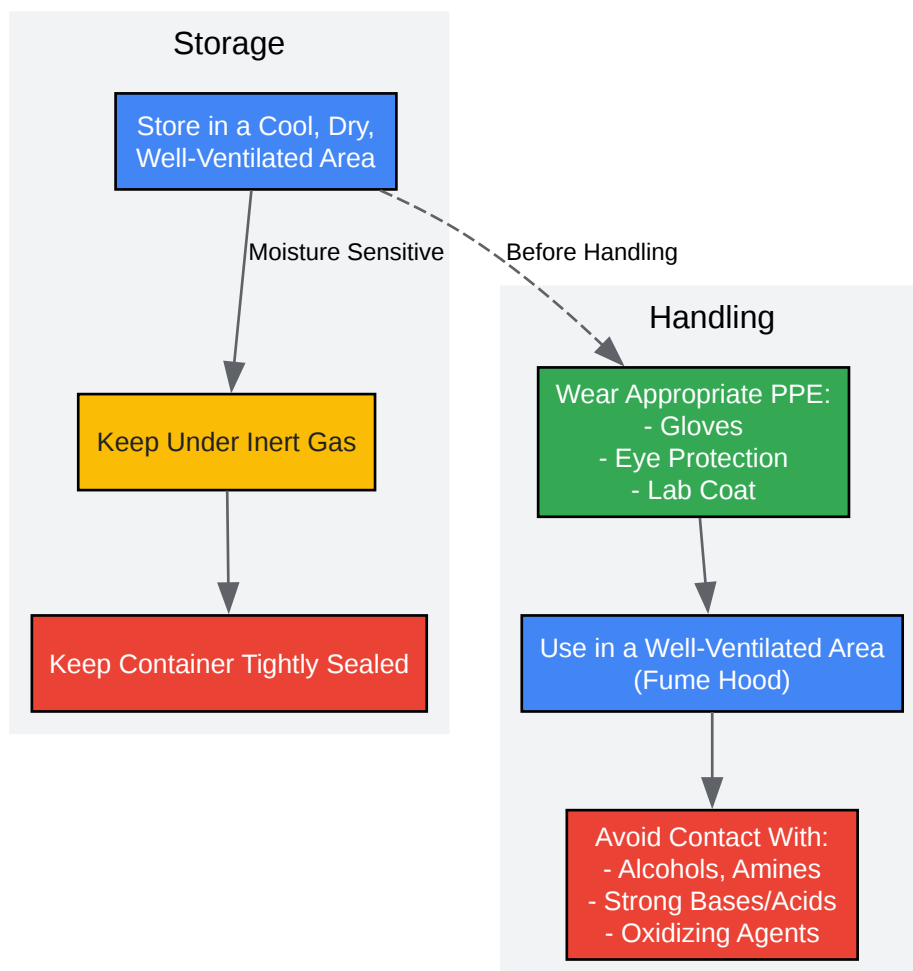 Storage
Store in a Cool, Dry,
Well-Ventilated Area
Moisture Sensitive
Before Handling
Keep Under Inert Gas
Keep Container Tightly Sealed
Handling
Wear Appropriate PPE:
- Gloves
- Eye Protection
- Lab Coat
Use in a Well-Ventilated Area
(Fume Hood)
Avoid Contact With:
- Alcohols, Amines
- Strong Bases/Acids
- Oxidizing Agents